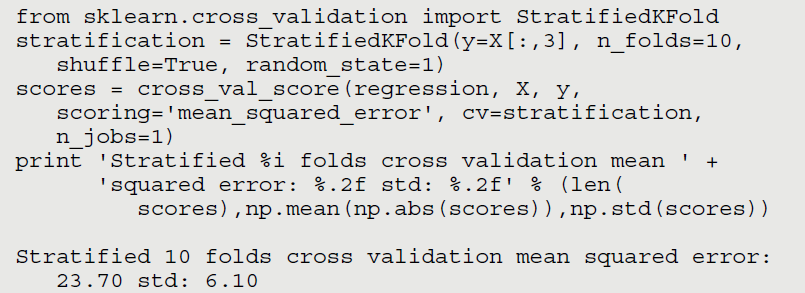 from sklearn.cross_validation import StratifiedKFold
stratification = StratifiedKFold(y=X[:,3], n_folds=10,
   shuffle=True, random_state=1)
scores = cross_val_score(regression, X, y,
   scoring='mean_squared_error', cv=stratification,
   n_jobs=1)
print 'Stratified %i folds cross validation mean ' +
      'squared error: %.2f std: %.2f' % (len(
         scores),np.mean(np.abs(scores)),np.std(scores))

Stratified 10 folds cross validation mean squared error:
   23.70 std: 6.10